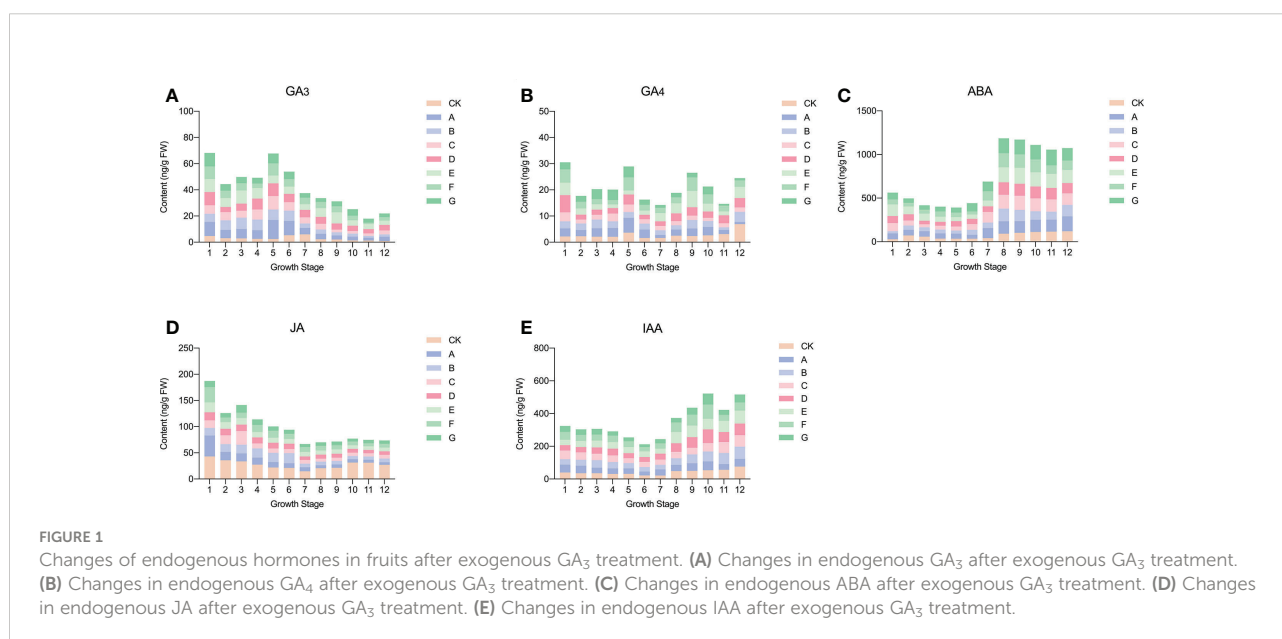 A
GA3
Content (ng/g FW)
100
80
60
40
20
0
1 2 3 4 5 6 7 8 9 10 11 12
Growth Stage
CK
A
B
C
D
E
F
G
B
GA4
Content (ng/g FW)
50
40
30
20
10
0
1 2 3 4 5 6 7 8 9 10 11 12
Growth Stage
CK
A
B
C
D
E
F
G
C
ABA
Content (ng/g FW)
1500
1000
500
0
1 2 3 4 5 6 7 8 9 10 11 12
Growth Stage
CK
A
B
C
D
E
F
G
D
JA
Content (ng/g FW)
250
200
150
100
50
0
1 2 3 4 5 6 7 8 9 10 11 12
Growth Stage
CK
A
B
C
D
E
F
G
E
IAA
Content (ng/g FW)
800
600
400
200
0
1 2 3 4 5 6 7 8 9 10 11 12
Growth Stage
CK
A
B
C
D
E
F
G
FIGURE 1
Changes of endogenous hormones in fruits after exogenous GA₃ treatment. (A) Changes in endogenous GA₃ after exogenous GA₃ treatment.
(B) Changes in endogenous GA₄ after exogenous GA₃ treatment. (C) Changes in endogenous ABA after exogenous GA₃ treatment. (D) Changes
in endogenous JA after exogenous GA₃ treatment. (E) Changes in endogenous IAA after exogenous GA₃ treatment.